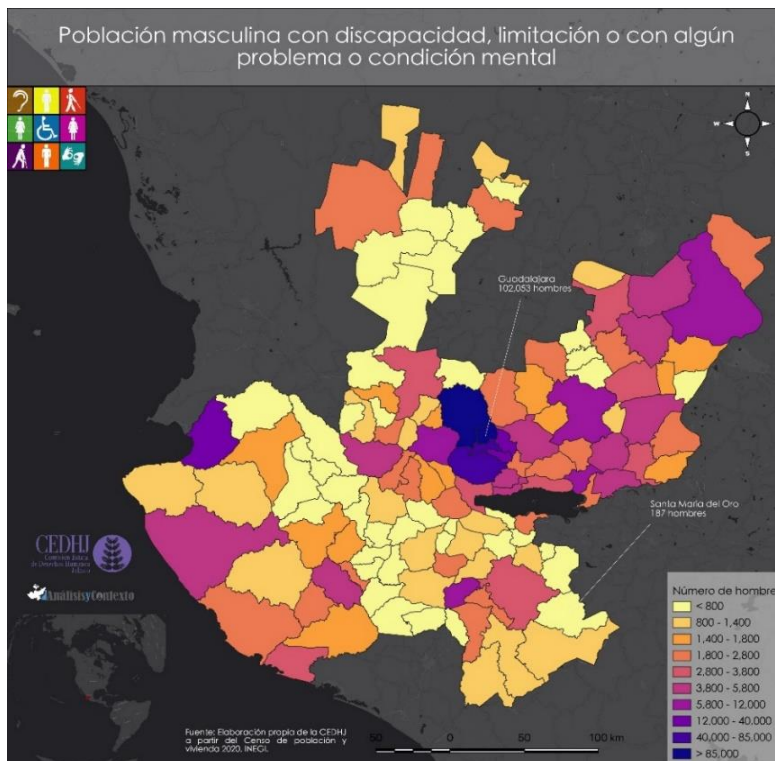 Población masculina con discapacidad, limitación o con algún
problema o condición mental
N
W
E
S
Guadalajara
102,053 hombres
Santa María del Oro
187 hombres
CEDHJ
Comisión Estatal
de Derechos Humanos
Jalisco
AnálisisyContexto
Número de hombre
< 800
800 - 1,400
1,400 - 1,800
1,800 - 2,800
2,800 - 3,800
3,800 - 5,800
5,800 - 12,000
12,000 - 40,000
40,000 - 85,000
> 85,000
Fuente: Elaboración propia de la CEDHJ
a partir del Censo de población y
vivienda 2020, INEGI.
50
0
50
100 km